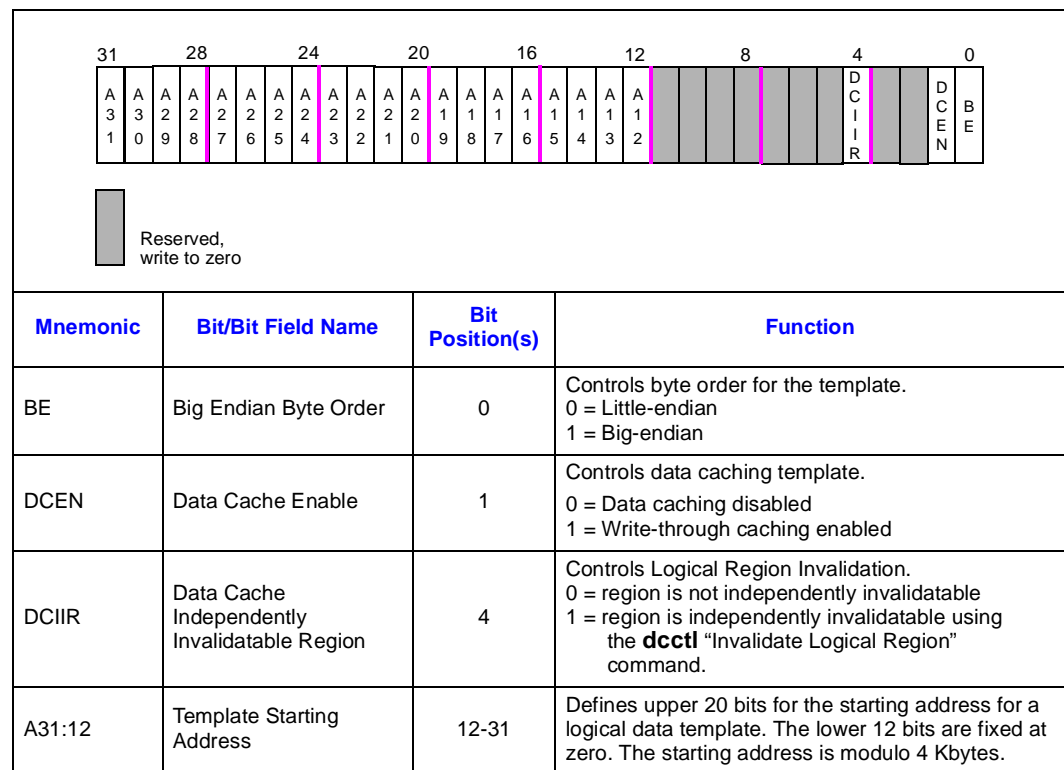 31 28 24 20 16 12 8 4 0
A31 A30 A29 A28 A27 A26 A25 A24 A23 A22 A21 A20 A19 A18 A17 A16 A15 A14 A13 A12 DCIIR DCEN BE
Reserved,
write to zero
Mnemonic Bit/Bit Field Name Bit Position(s) Function
BE Big Endian Byte Order 0 Controls byte order for the template.
0 = Little-endian
1 = Big-endian
DCEN Data Cache Enable 1 Controls data caching template.
0 = Data caching disabled
1 = Write-through caching enabled
DCIIR Data Cache
Independently
Invalidatable Region 4 Controls Logical Region Invalidation.
0 = region is not independently invalidatable
1 = region is independently invalidatable using
the dcctl “Invalidate Logical Region”
command.
A31:12 Template Starting
Address 12-31 Defines upper 20 bits for the starting address for a
logical data template. The lower 12 bits are fixed at
zero. The starting address is modulo 4 Kbytes.